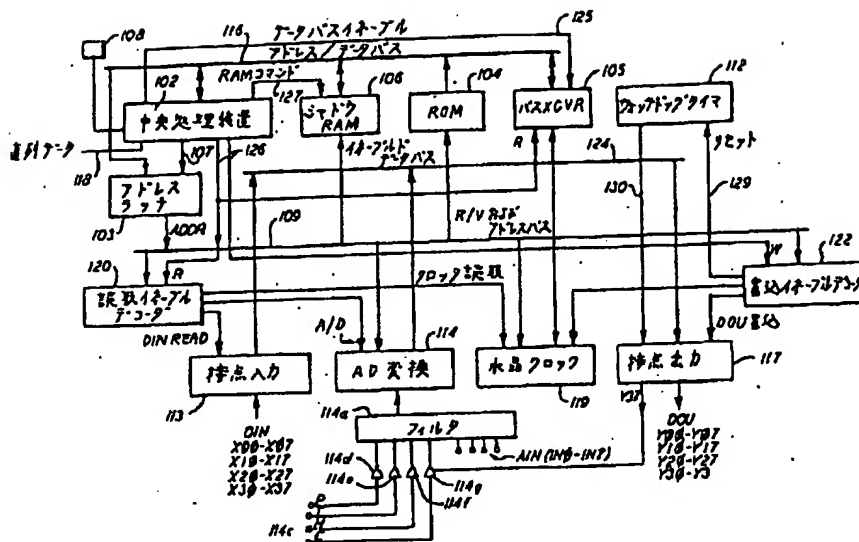 108
116
データバスイネーブル
125
アドレス/データバス
RAMコマンド
102
127
106
104
105
112
中央処理装置
シャドウ
RAM
ROM
バスXCVR
ウォッチドッグタイマ
直列データ
107
126
イネーブルド
データバス
R
124
リセット
118
アドレス
ラッチ
130
129
103
ADDR
109
R/Wおよび
アドレスバス
120
R
W
122
読取イネーブル
デコーダ
クロック読取
書込イネーブルデコーダ
DIN READ
A/D
114
DOU書込
接点入力
AD変換
水晶クロック
接点出力
113
114a
119
Y37
117
フィルタ
DIN
X00-X07
X10-X17
X20-X27
X30-X37
114d
114e
114f
114g
AIN(IN0-IN7)
DOU
Y00-Y07
Y10-Y17
Y20-Y27
Y30-Y3
114c